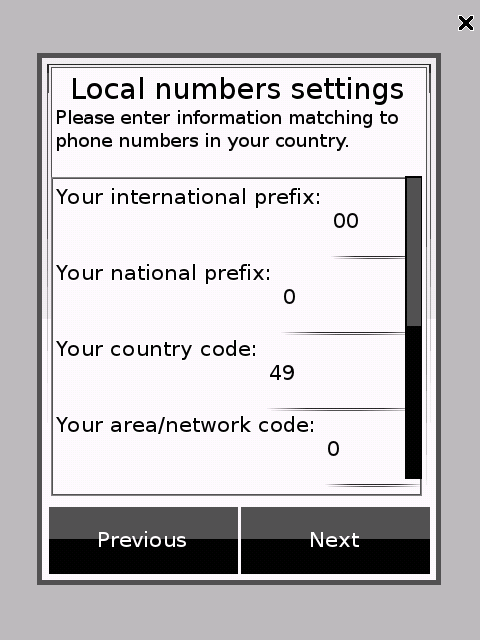 Local numbers settings
Please enter information matching to
phone numbers in your country.
Your international prefix:
00
Your national prefix:
0
Your country code:
49
Your area/network code:
0
Previous
Next